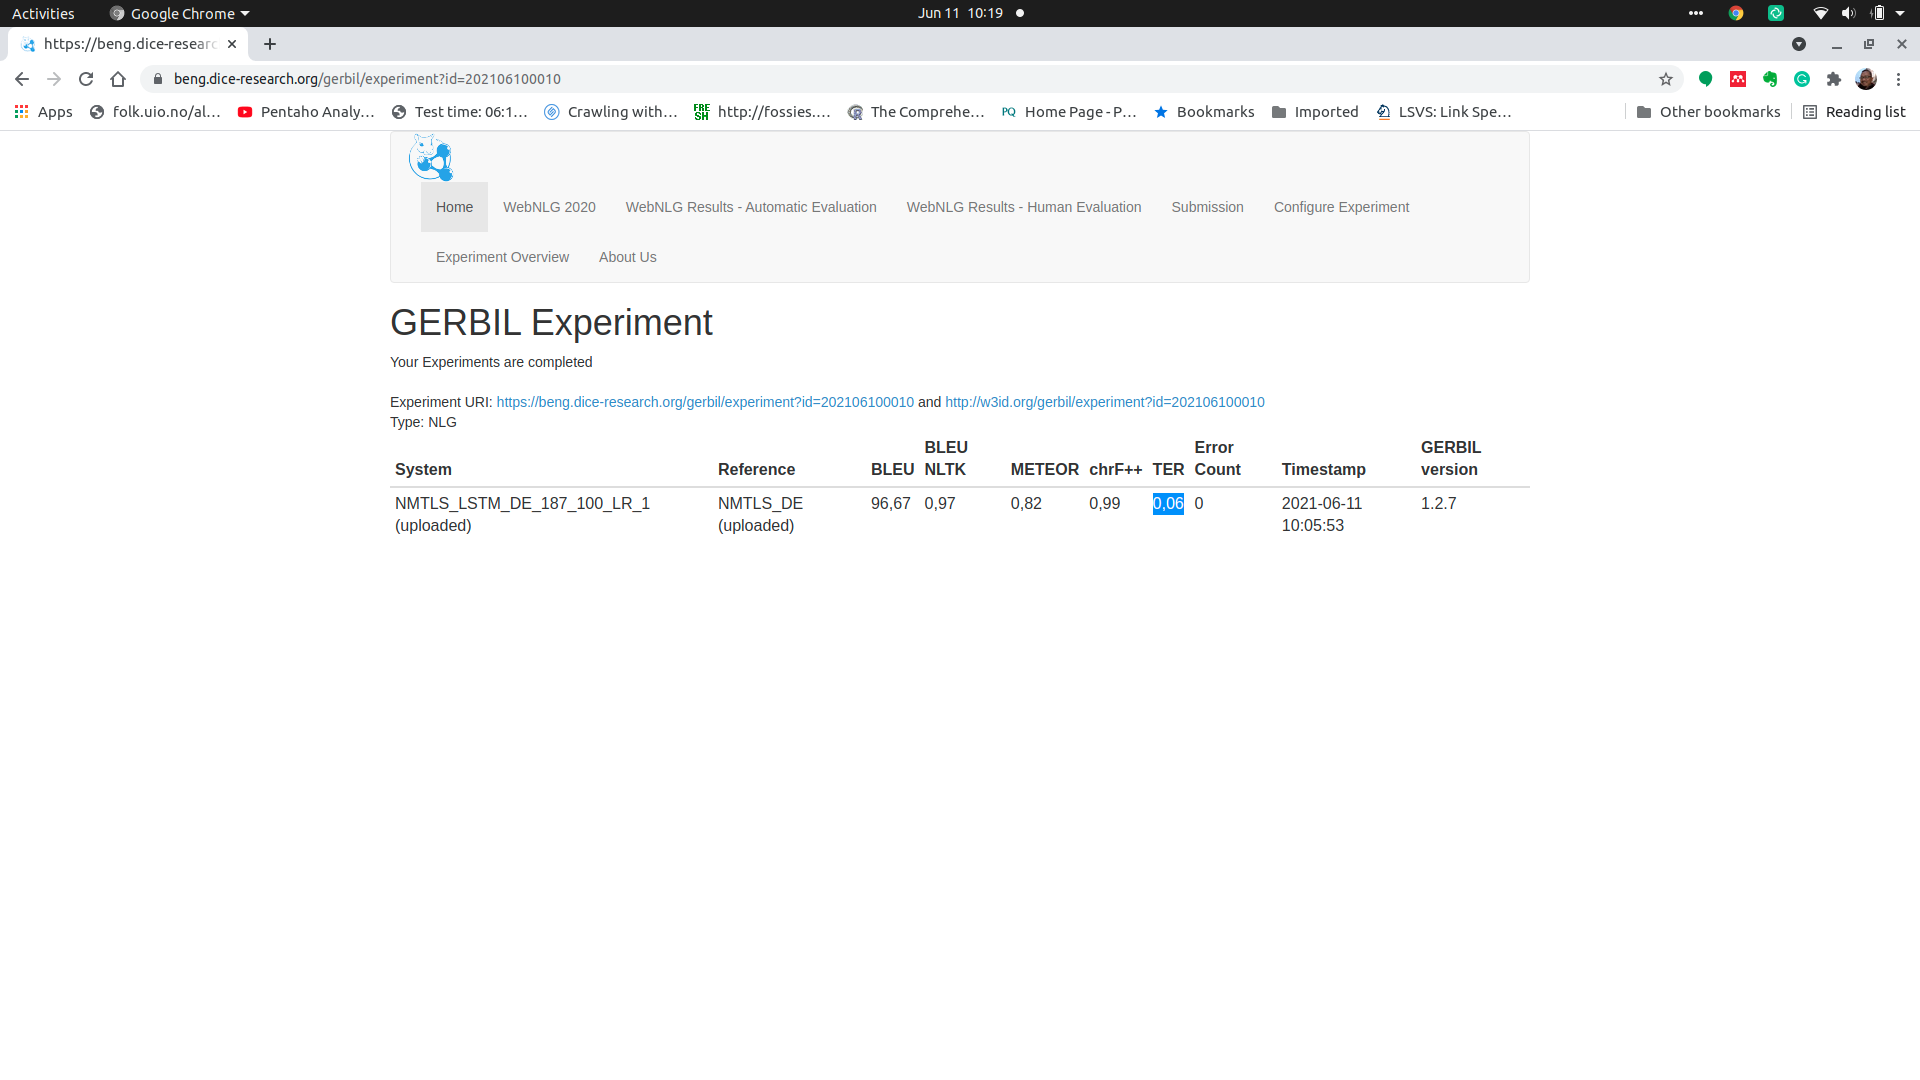 Activities Google Chrome Jun 11 10:19
https://beng.dice-researc
beng.dice-research.org/gerbil/experiment?id=202106100010
Apps folk.uio.no/al… Pentaho Analy… Test time: 06:1… Crawling with… FRE SH http://fossies.… The Comprehe… PQ Home Page - P… Bookmarks Imported LSVS: Link Spe… Other bookmarks Reading list
Home WebNLG 2020 WebNLG Results - Automatic Evaluation WebNLG Results - Human Evaluation Submission Configure Experiment
Experiment Overview About Us
GERBIL Experiment
Your Experiments are completed
Experiment URI: https://beng.dice-research.org/gerbil/experiment?id=202106100010 and http://w3id.org/gerbil/experiment?id=202106100010
Type: NLG
BLEU Error GERBIL
System Reference BLEU NLTK METEOR chrF++ TER Count Timestamp version
NMTLS_LSTM_DE_187_100_LR_1 NMTLS_DE 96,67 0,97 0,82 0,99 0,06 0 2021-06-11 1.2.7
(uploaded) (uploaded) 10:05:53